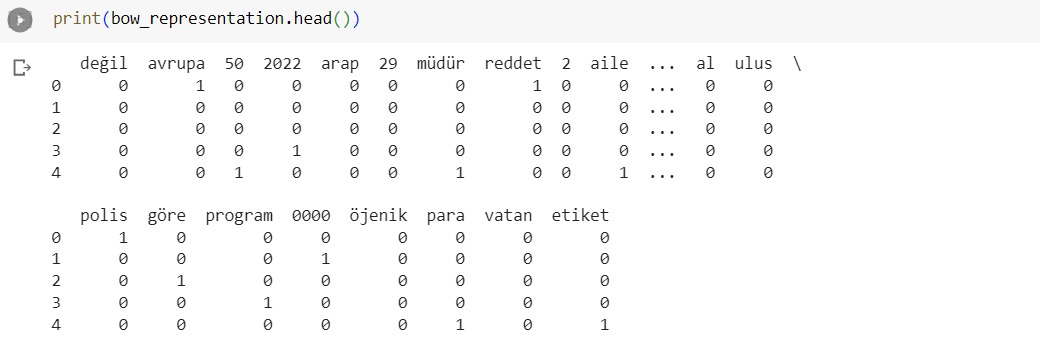 print(bow_representation.head())
değil avrupa 50 2022 arap 29 müdür reddet 2 aile ... al ulus \
0 0 1 0 0 0 0 0 1 0 0 ... 0 0
1 0 0 0 0 0 0 0 0 0 0 ... 0 0
2 0 0 0 0 0 0 0 0 0 0 ... 0 0
3 0 0 0 1 0 0 0 0 0 0 ... 0 0
4 0 0 1 0 0 0 1 0 0 1 ... 0 0
polis göre program 0000 öjenik para vatan etiket
0 1 0 0 0 0 0 0 0
1 0 0 0 1 0 0 0 0
2 0 1 0 0 0 0 0 0
3 0 0 1 0 0 0 0 0
4 0 0 0 0 0 1 0 1